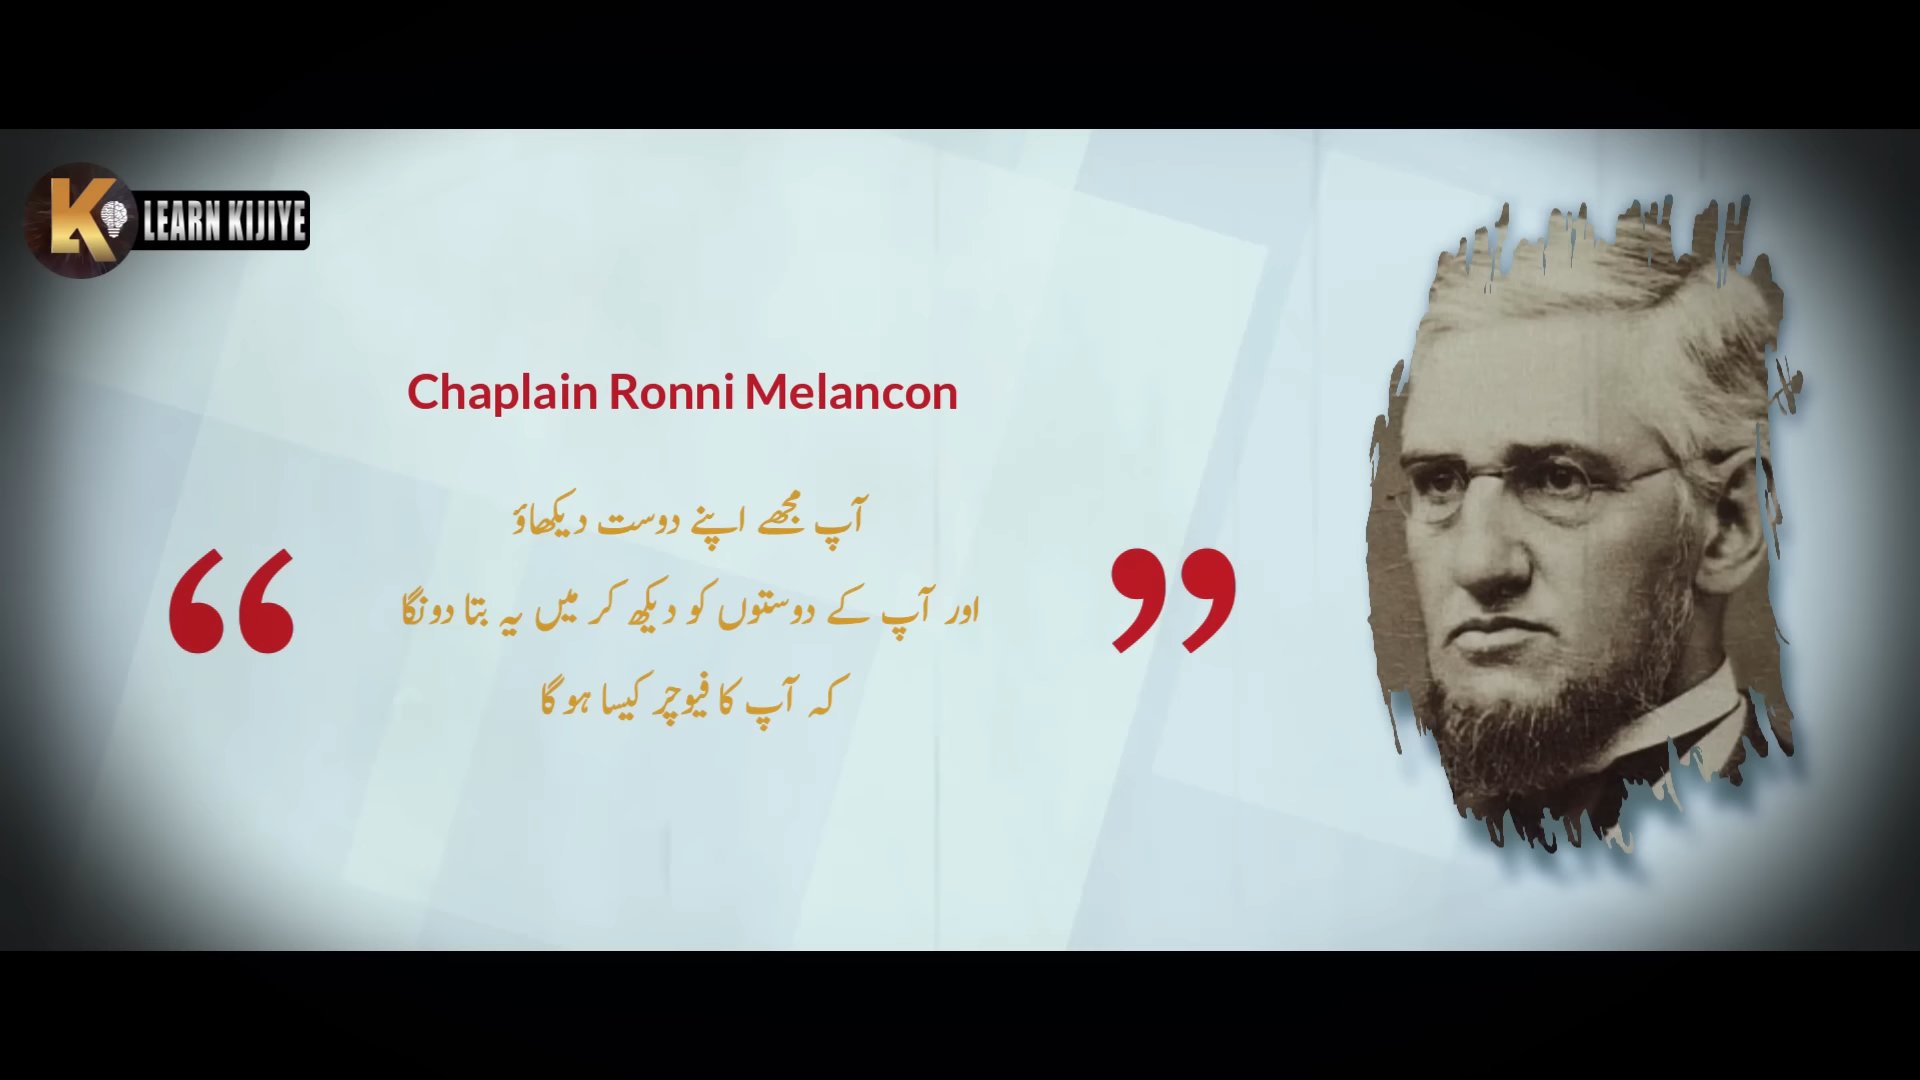 LEARN KIJIYE
Chaplain Ronni Melancon
آپ مجھے اپنے دوست دیکھاؤ
اور آپ کے دوستوں کو دیکھ کر میں یہ بتا دونگا
کہ آپ کا فیوچر کیسا ہو گا